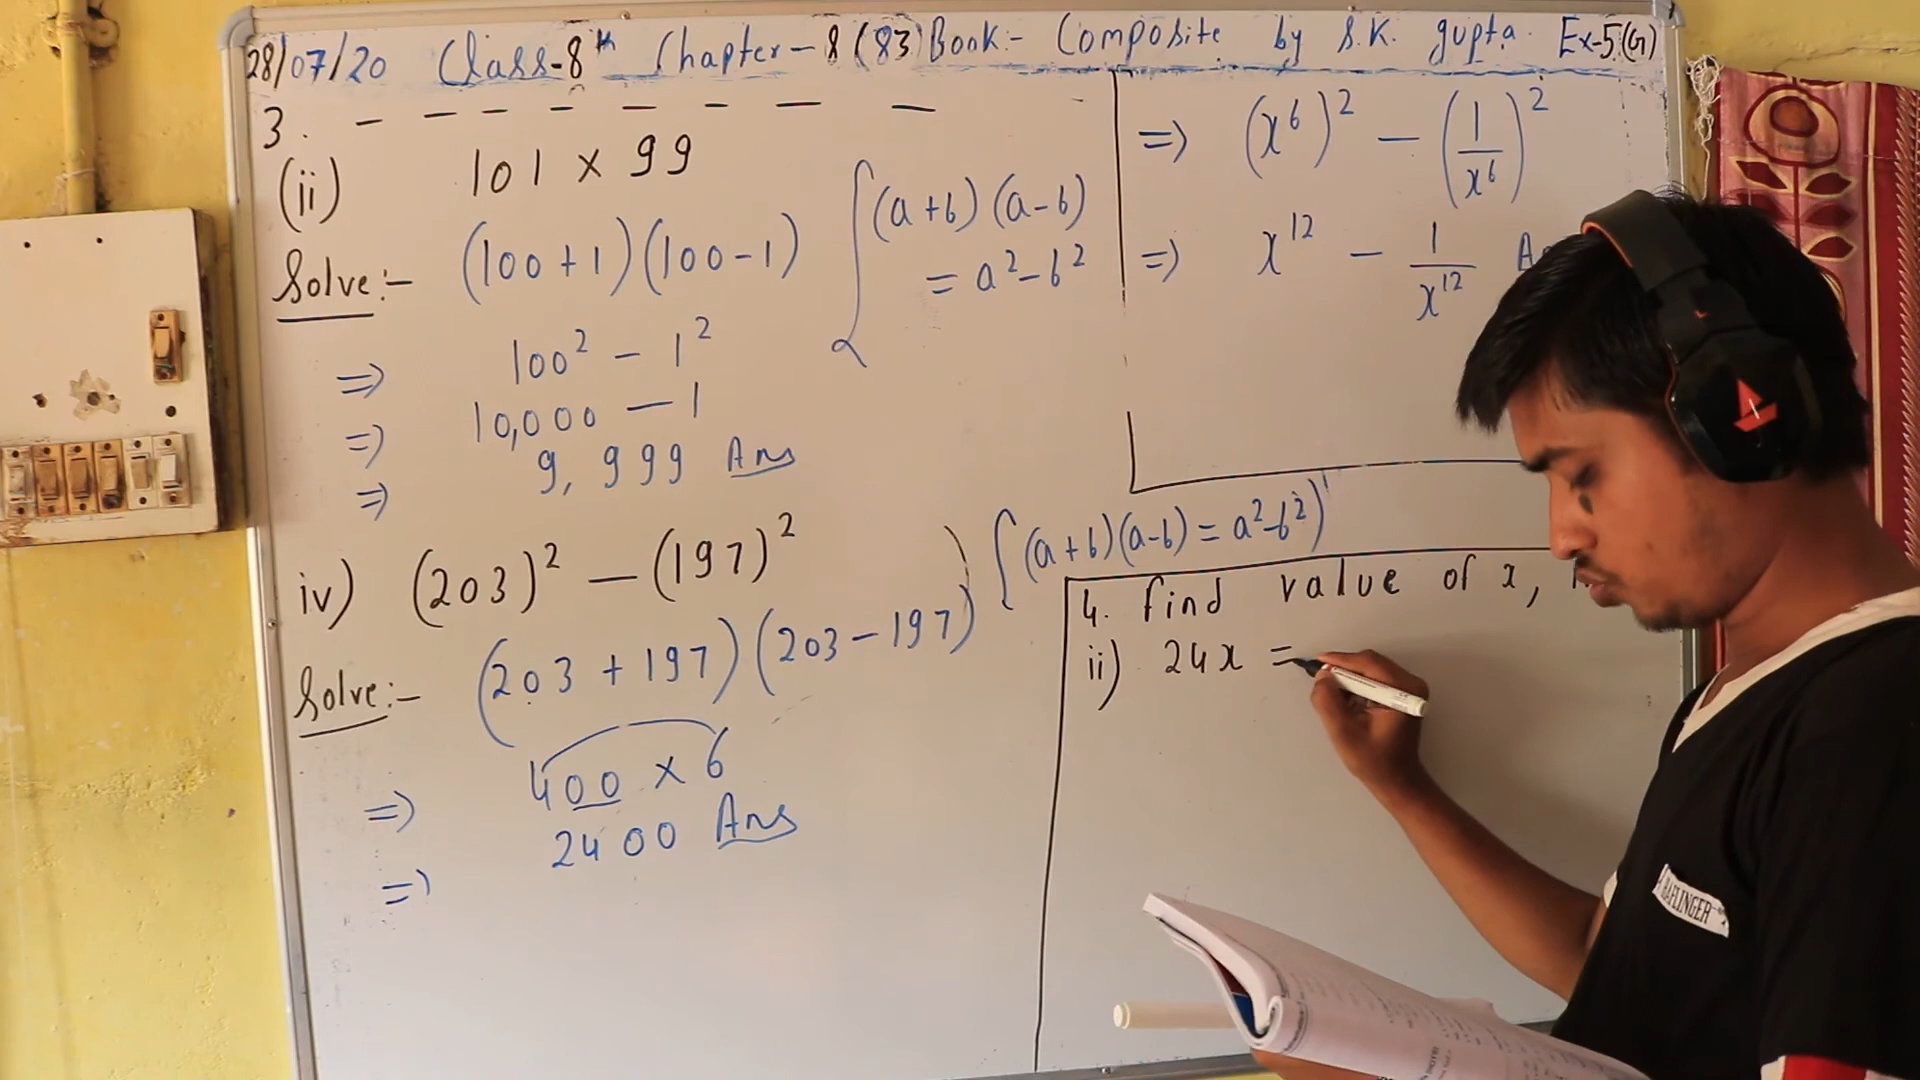 28/07/20 Class-8th Chapter-8 (83) Book:- Composite by S.K. gupta. Ex-5(G)
3. - - - - - - -
(ii) 101 x 99
Solve:- (100+1)(100-1) (a+b)(a-b)
= a²-b²
=> 100² - 1²
=> 10,000 - 1
=> 9,999 Ans
iv) (203)² - (197)²
Solve:- (203+197)(203-197) (a+b)(a-b) = a²-b²)
=> 400 x 6
=> 2400 Ans
=> (x⁶)² - (1/x⁶)²
=> x¹² - 1/x¹²
4. find value of x,
ii) 24x =
HAFLINGER